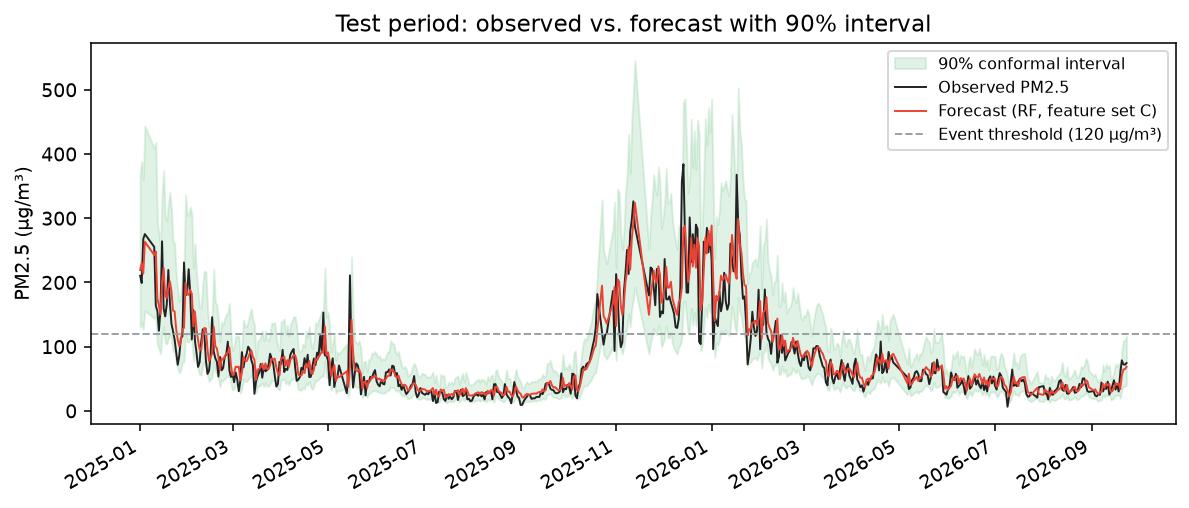 Test period: observed vs. forecast with 90% interval
PM2.5 (µg/m³)
500
400
300
200
100
0
90% conformal interval
Observed PM2.5
Forecast (RF, feature set C)
Event threshold (120 µg/m³)
2025-01
2025-03
2025-05
2025-07
2025-09
2025-11
2026-01
2026-03
2026-05
2026-07
2026-09